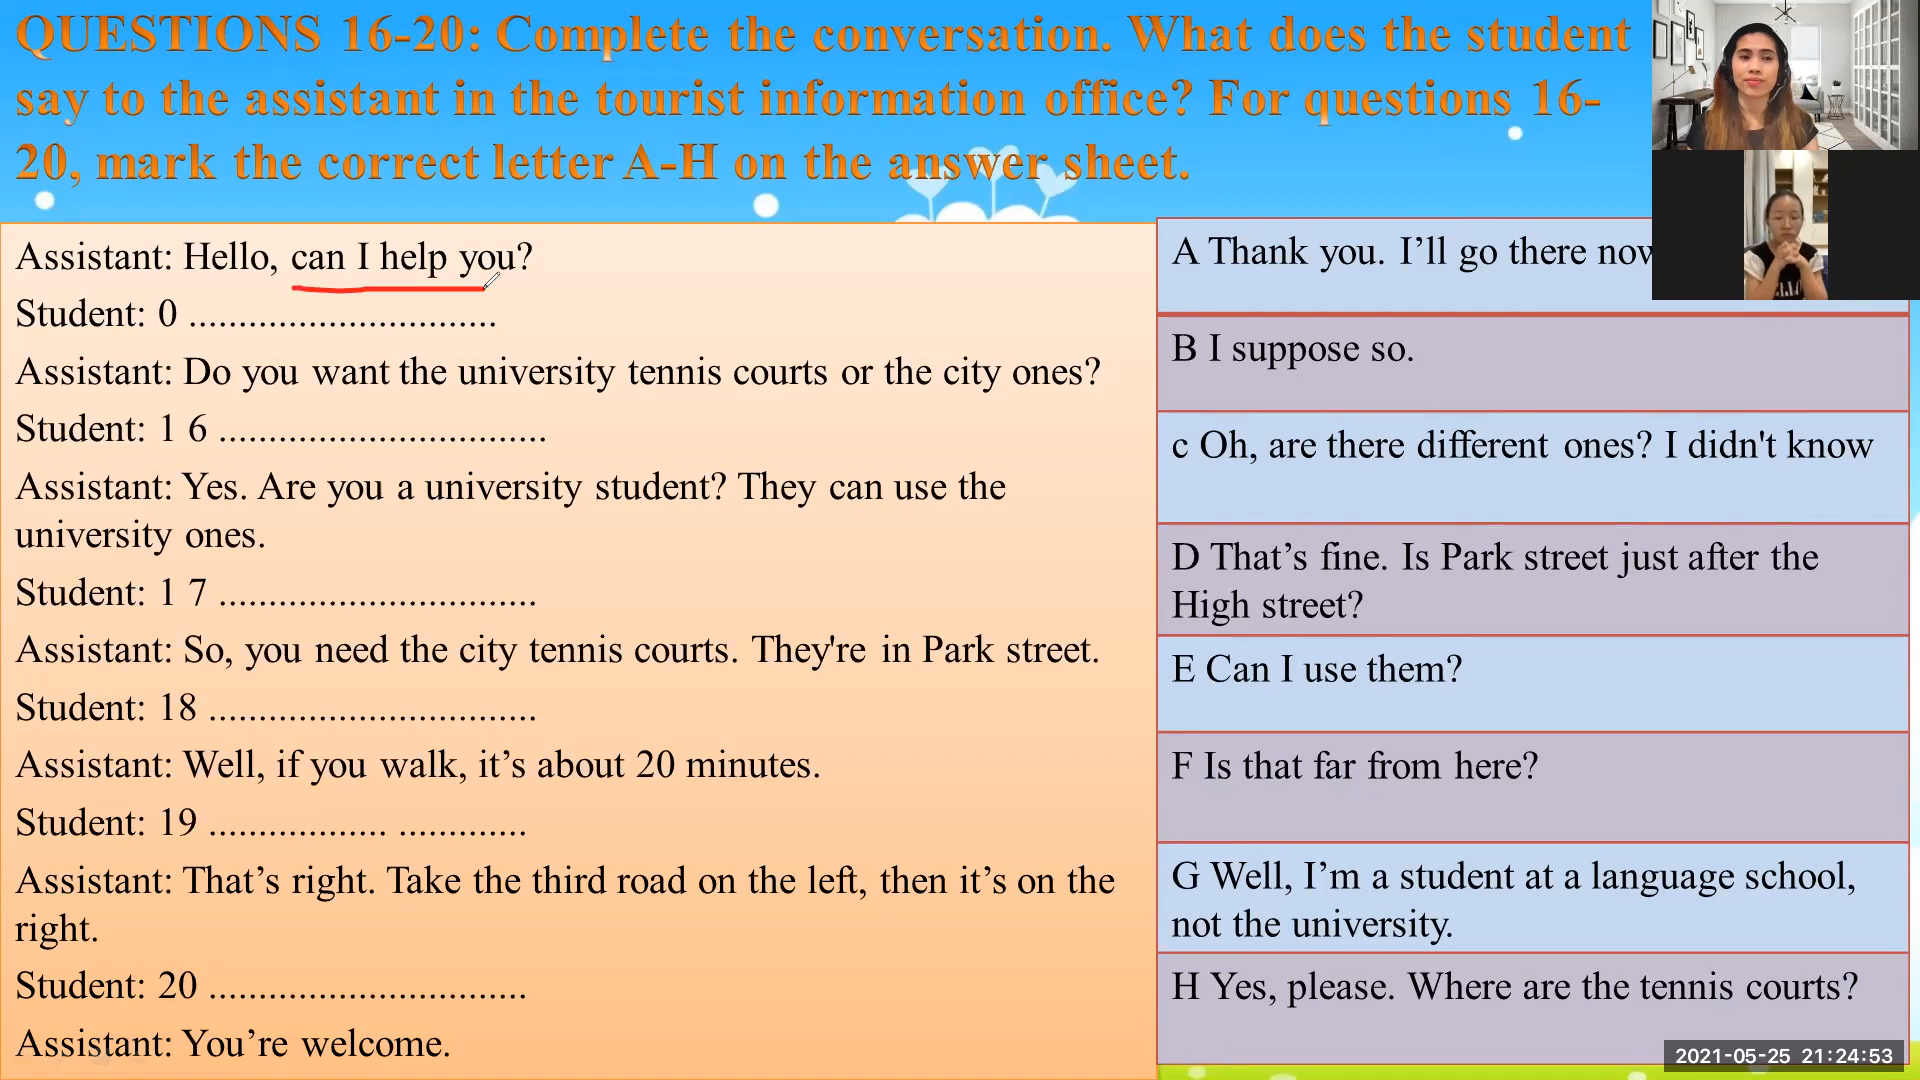 QUESTIONS 16-20: Complete the conversation. What does the student
say to the assistant in the tourist information office? For questions 16-
20, mark the correct letter A-H on the answer sheet.
Assistant: Hello, can I help you?
Student: 0 ...............................
Assistant: Do you want the university tennis courts or the city ones?
Student: 1 6 .................................
Assistant: Yes. Are you a university student? They can use the
university ones.
Student: 1 7 ................................
Assistant: So, you need the city tennis courts. They're in Park street.
Student: 18 .................................
Assistant: Well, if you walk, it’s about 20 minutes.
Student: 19 .................. .............
Assistant: That’s right. Take the third road on the left, then it’s on the
right.
Student: 20 ................................
Assistant: You’re welcome.
A Thank you. I’ll go there now
B I suppose so.
c Oh, are there different ones? I didn't know
D That’s fine. Is Park street just after the
High street?
E Can I use them?
F Is that far from here?
G Well, I’m a student at a language school,
not the university.
H Yes, please. Where are the tennis courts?
2021-05-25 21:24:53